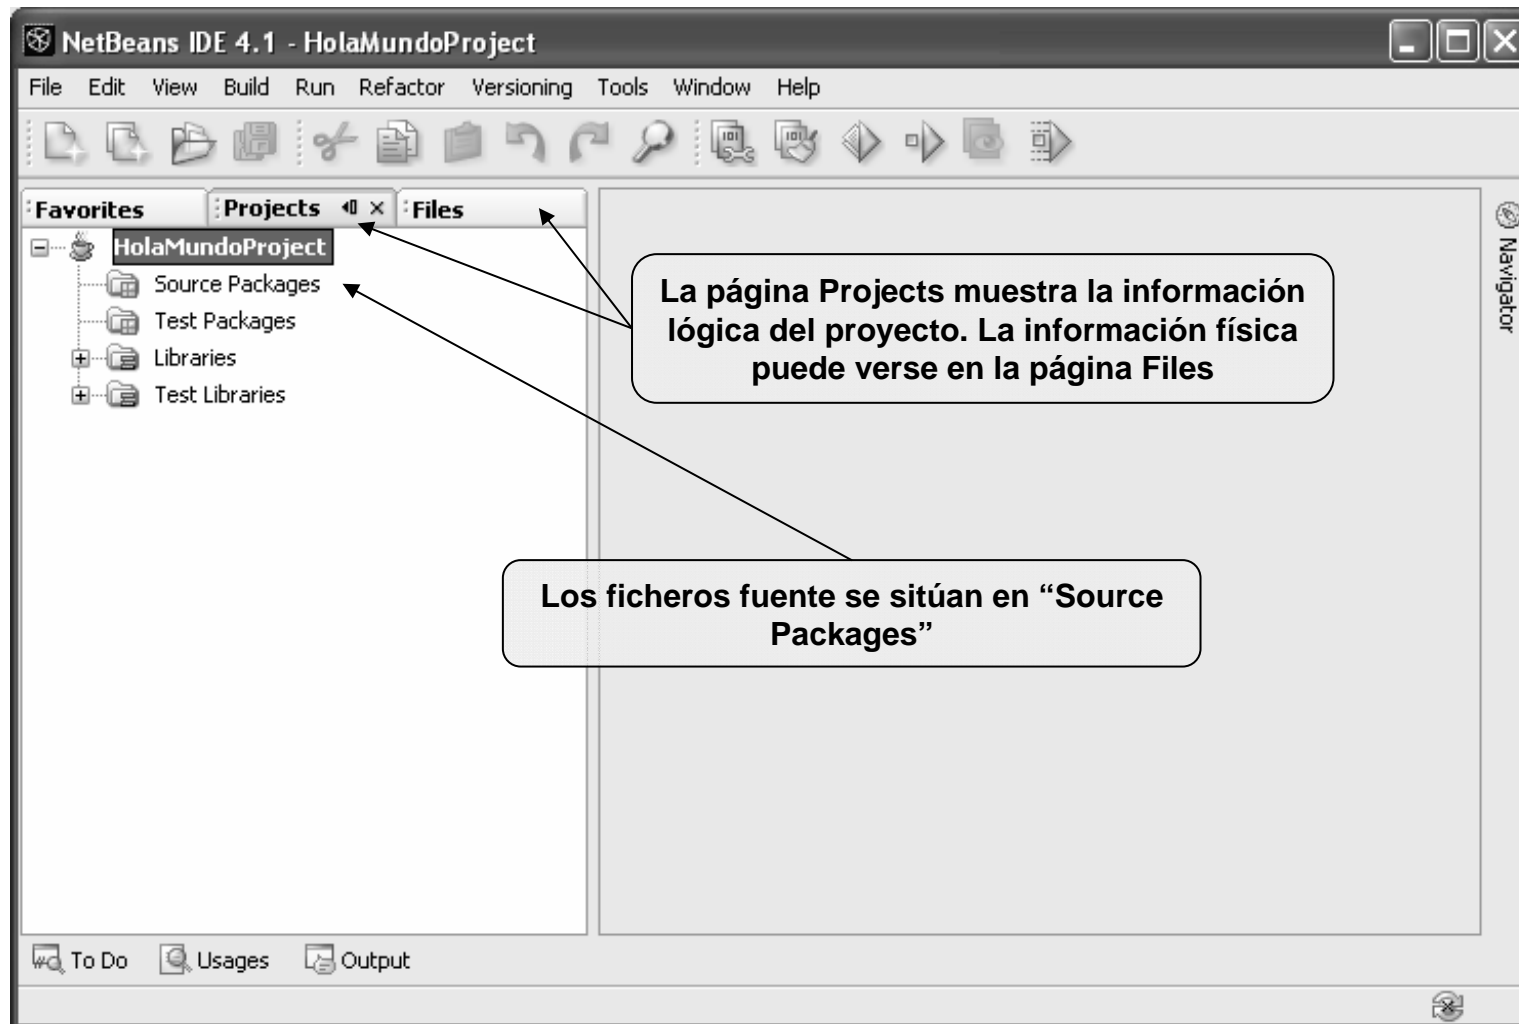 NetBeans IDE 4.1 - HolaMundoProject
File Edit View Build Run Refactor Versioning Tools Window Help
Favorites Projects Files
HolaMundoProject
Source Packages
Test Packages
Libraries
Test Libraries
La página Projects muestra la información
lógica del proyecto. La información física
puede verse en la página Files
Los ficheros fuente se sitúan en “Source
Packages”
Navigator
To Do Usages Output